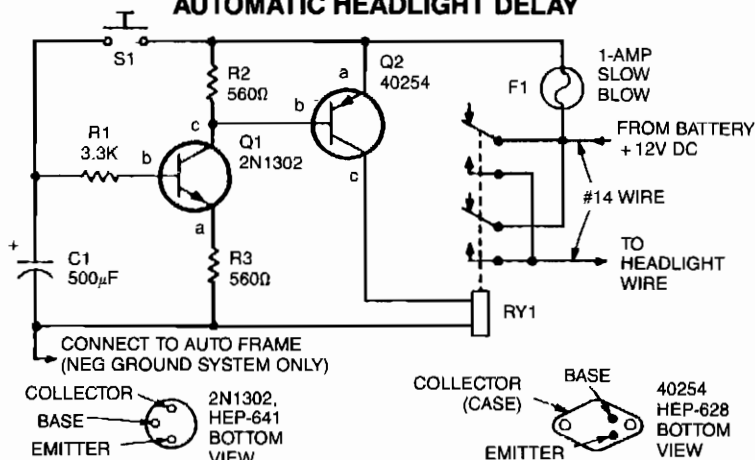 AUTOMATIC HEADLIGHT DELAY
S1
R2
560Ω
a
Q2
40254
b
c
1-AMP
SLOW
BLOW
F1
R1
3.3K
b
c
Q1
2N1302
a
FROM BATTERY
+12V DC
#14 WIRE
+
C1
500μF
R3
560Ω
TO
HEADLIGHT
WIRE
RY1
CONNECT TO AUTO FRAME
(NEG GROUND SYSTEM ONLY)
COLLECTOR
BASE
EMITTER
2N1302,
HEP-641
BOTTOM
VIEW
COLLECTOR
(CASE)
BASE
EMITTER
40254
HEP-628
BOTTOM
VIEW